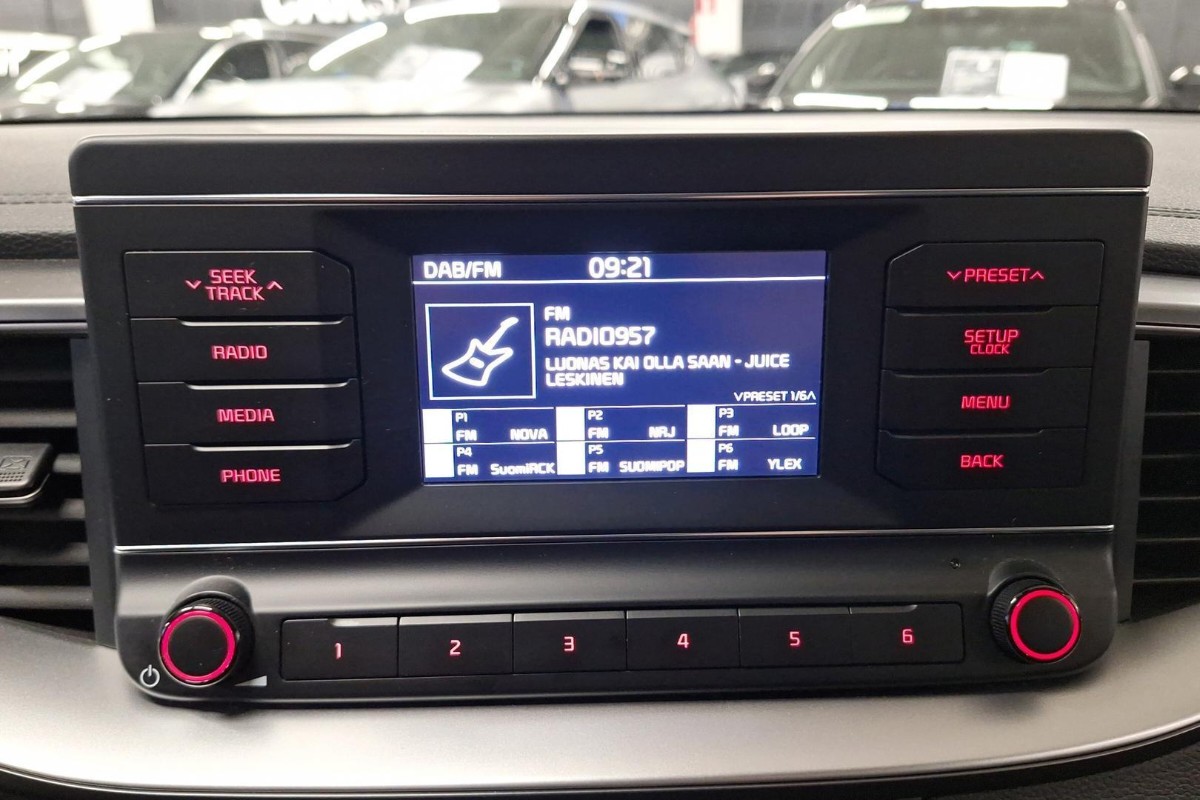 DAB/FM 09:21
FM
RADIO957
LUONAS KAI OLLA SAAN - JUICE
LESKINEN
PRESET 1/6
P1 P2 P3
FM NOVA FM NRJ FM LOOP
P4 P5 P6
FM SuomiRCK FM SUOMIPOP FM YLEX
SEEK
TRACK
RADIO
MEDIA
PHONE
PRESET
SETUP
CLOCK
MENU
BACK
1 2 3 4 5 6